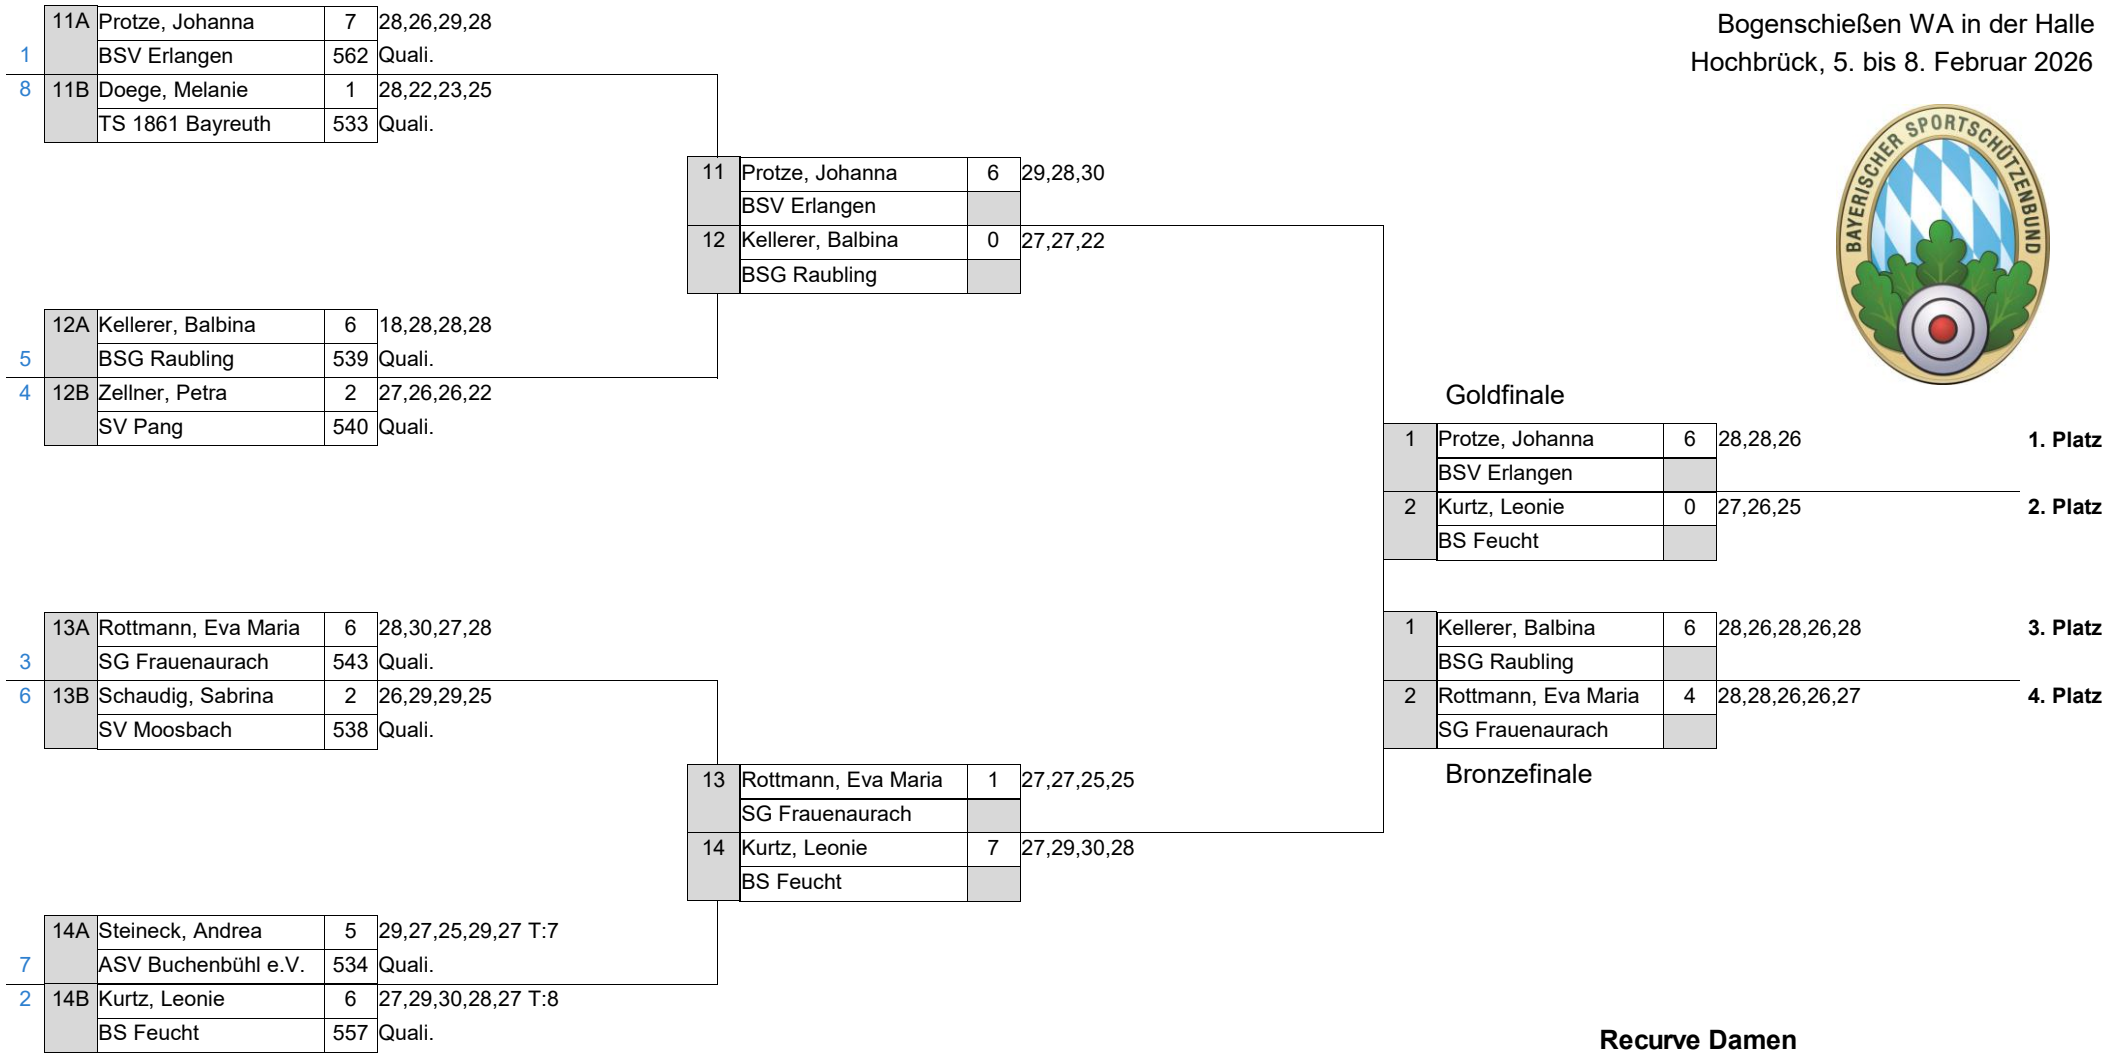 Bogenschießen WA in der Halle
Hochbrück, 5. bis 8. Februar 2026
BAYERISCHER SPORTSCHÜTZENBUND
11A Protze, Johanna 7 28,26,29,28
1 BSV Erlangen 562 Quali.
8 11B Doege, Melanie 1 28,22,23,25
TS 1861 Bayreuth 533 Quali.
11 Protze, Johanna 6 29,28,30
BSV Erlangen
12 Kellerer, Balbina 0 27,27,22
BSG Raubling
12A Kellerer, Balbina 6 18,28,28,28
5 BSG Raubling 539 Quali.
4 12B Zellner, Petra 2 27,26,26,22
SV Pang 540 Quali.
Goldfinale
1 Protze, Johanna 6 28,28,26 1. Platz
BSV Erlangen
2 Kurtz, Leonie 0 27,26,25 2. Platz
BS Feucht
13A Rottmann, Eva Maria 6 28,30,27,28
3 SG Frauenaurach 543 Quali.
6 13B Schaudig, Sabrina 2 26,29,29,25
SV Moosbach 538 Quali.
1 Kellerer, Balbina 6 28,26,28,26,28 3. Platz
BSG Raubling
2 Rottmann, Eva Maria 4 28,28,26,26,27 4. Platz
SG Frauenaurach
Bronzefinale
13 Rottmann, Eva Maria 1 27,27,25,25
SG Frauenaurach
14 Kurtz, Leonie 7 27,29,30,28
BS Feucht
14A Steineck, Andrea 5 29,27,25,29,27 T:7
7 ASV Buchenbühl e.V. 534 Quali.
2 14B Kurtz, Leonie 6 27,29,30,28,27 T:8
BS Feucht 557 Quali.
Recurve Damen